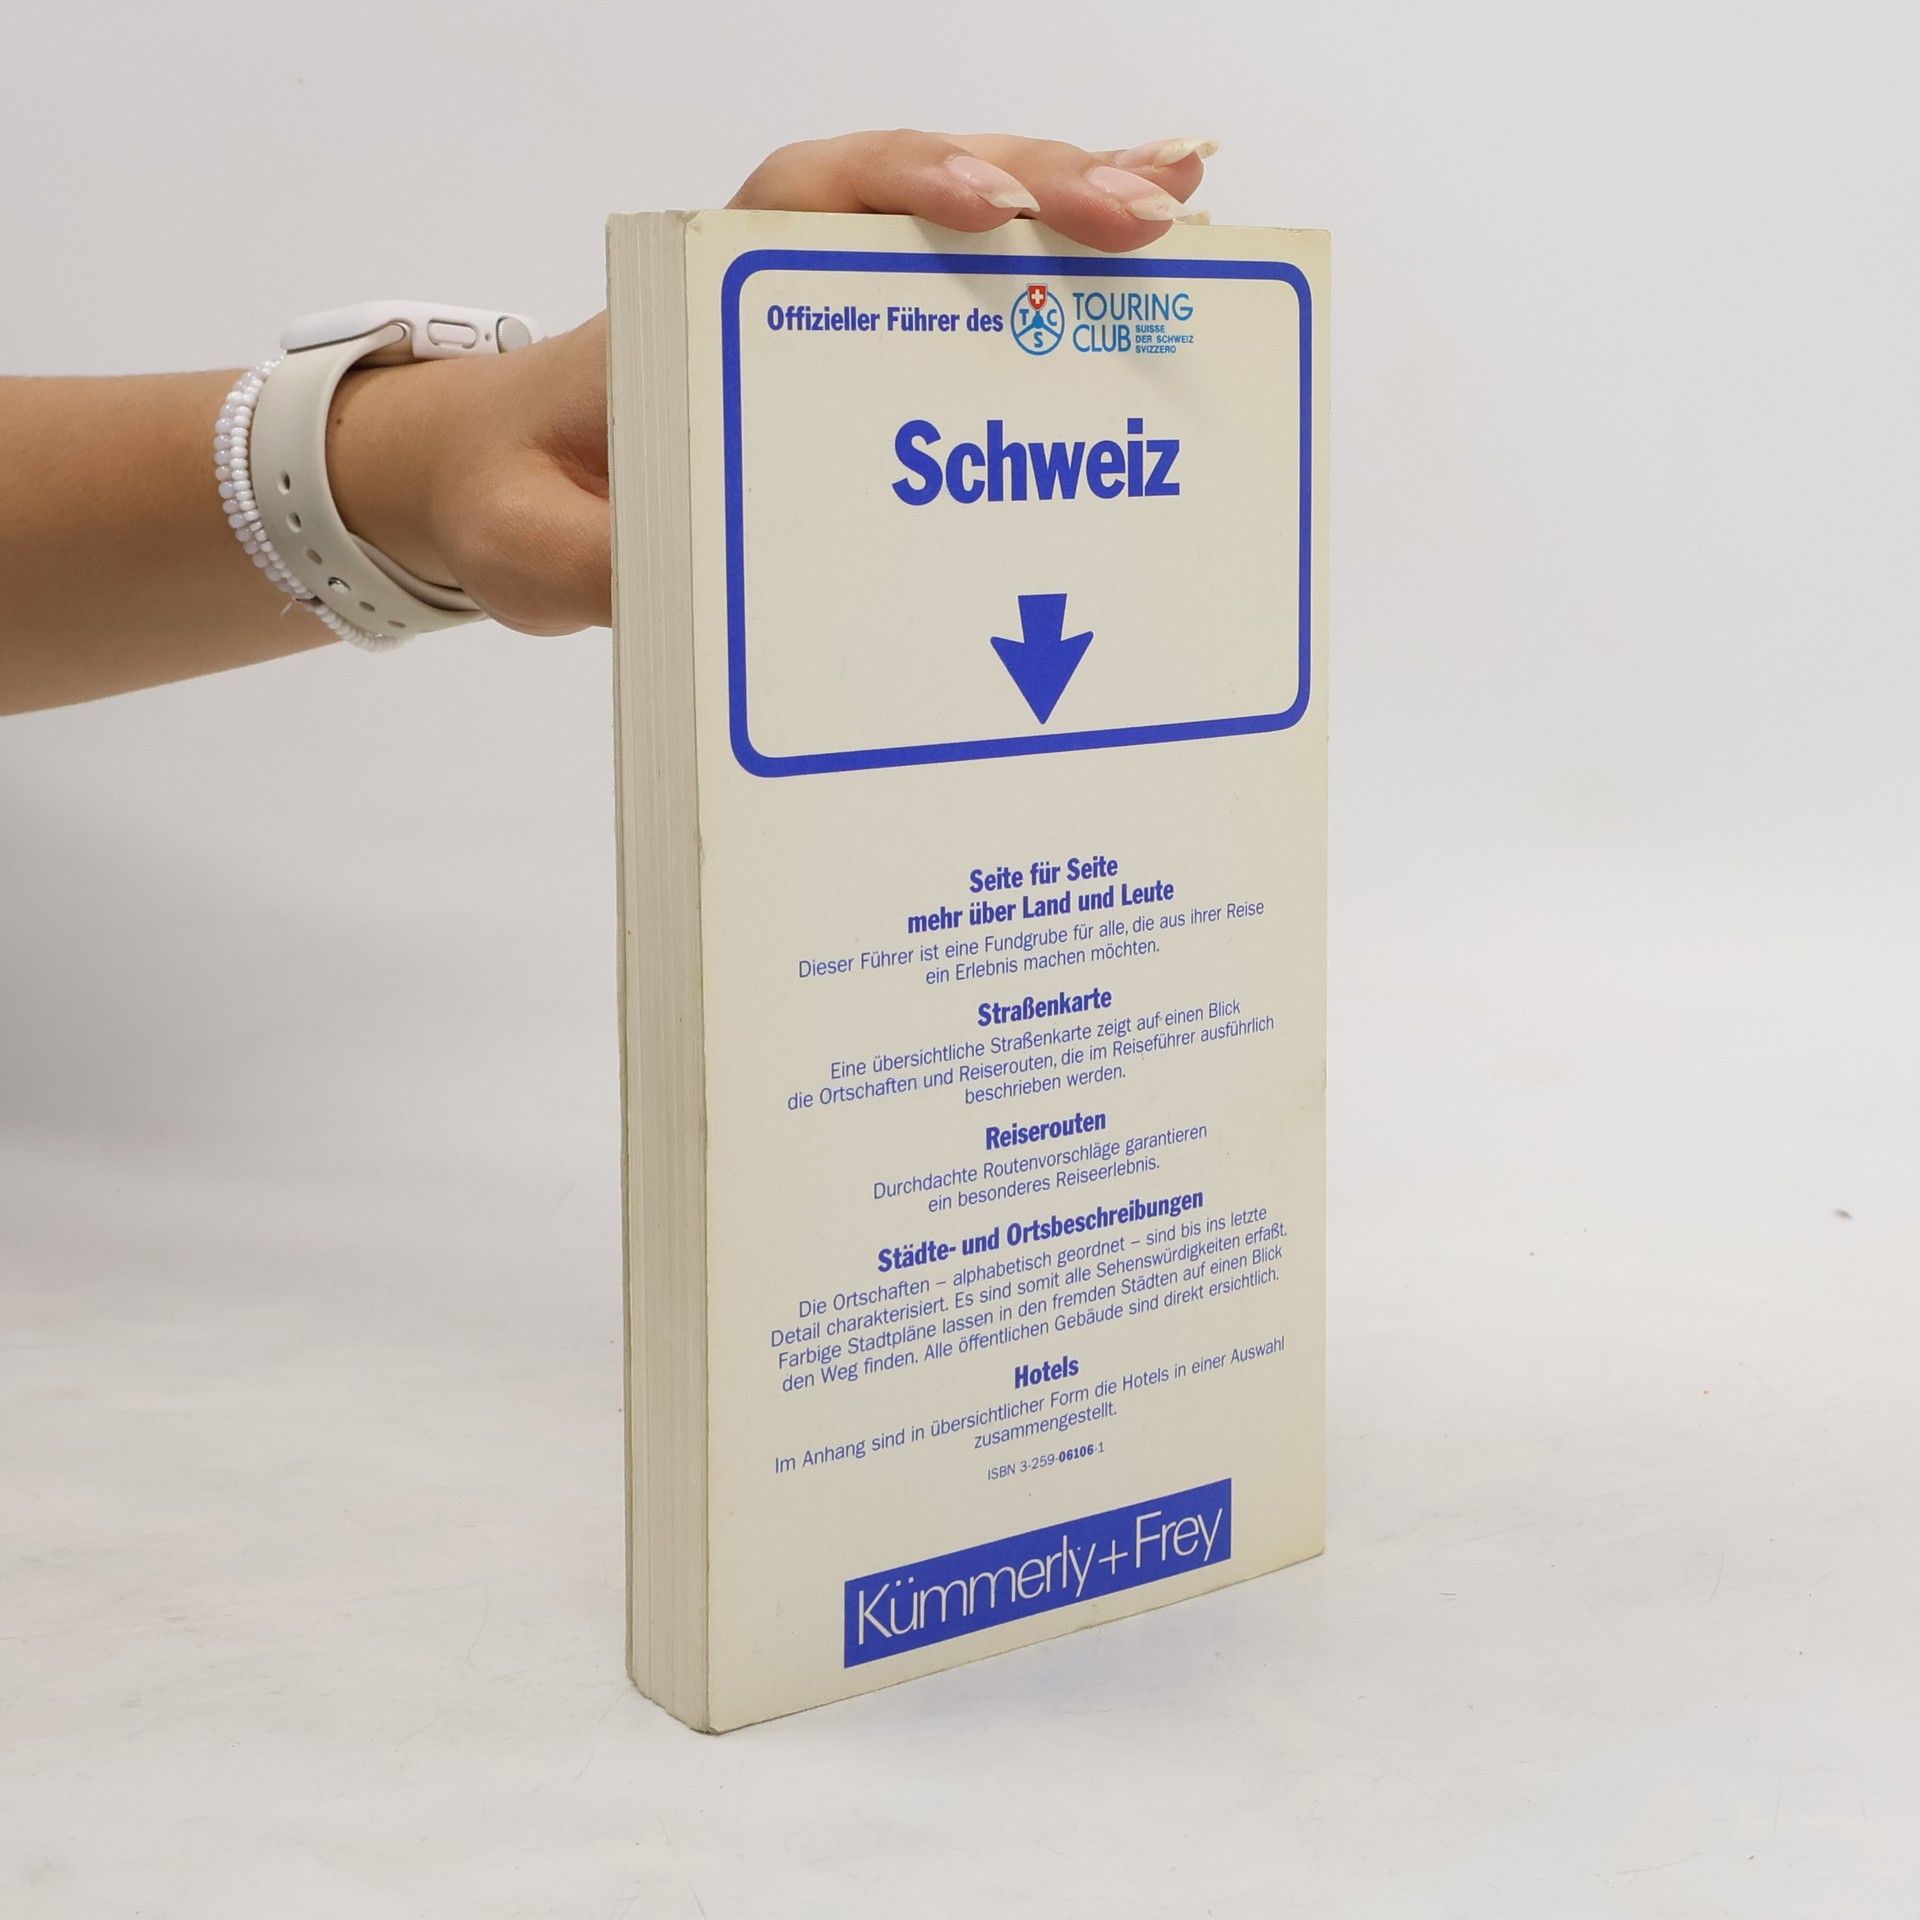 Offizieller Führer des
TCS
TOURING
CLUB
SUISSE
DER SCHWEIZ
SVIZZERO
Schweiz
Seite für Seite
mehr über Land und Leute
Dieser Führer ist eine Fundgrube für alle, die aus ihrer Reise
ein Erlebnis machen möchten.
Straßenkarte
Eine übersichtliche Straßenkarte zeigt auf einen Blick
die Ortschaften und Reiserouten, die im Reiseführer ausführlich
beschrieben werden.
Reiserouten
Durchdachte Routenvorschläge garantieren
ein besonderes Reiseerlebnis.
Städte- und Ortsbeschreibungen
Die Ortschaften – alphabetisch geordnet – sind bis ins letzte
Detail charakterisiert. Es sind somit alle Sehenswürdigkeiten erfaßt.
Farbige Stadtpläne lassen in den fremden Städten auf einen Blick
den Weg finden. Alle öffentlichen Gebäude sind direkt ersichtlich.
Hotels
Im Anhang sind in übersichtlicher Form die Hotels in einer Auswahl
zusammengestellt.
ISBN 3-259-06106-1
Kümmerly+Frey